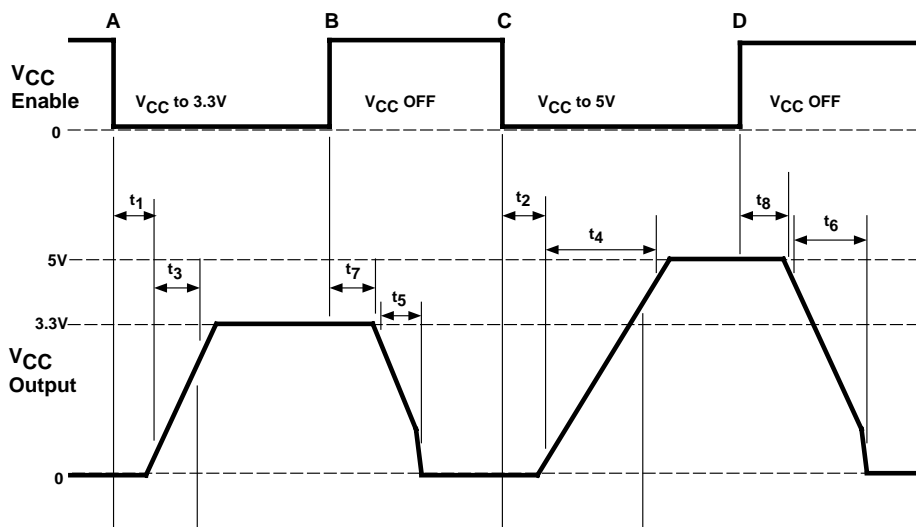 A B C D
VCC
Enable
VCC to 3.3V VCC OFF VCC to 5V VCC OFF
0
t1 t2 t8
t4 t6
5V
t3 t7
t5
3.3V
VCC
Output
0